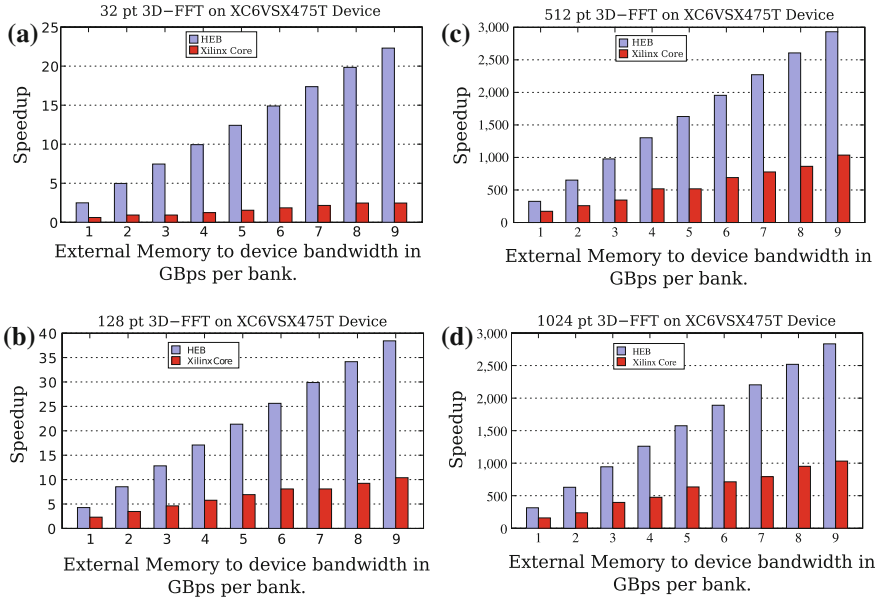 (a)
32 pt 3D−FFT on XC6VSX475T Device
HEB
Xilinx Core
Speedup
25
20
15
10
5
0
1 2 3 4 5 6 7 8 9
External Memory to device bandwidth in
GBps per bank.
(b)
128 pt 3D−FFT on XC6VSX475T Device
HEB
XilinxCore
Speedup
40
35
30
25
20
15
10
5
0
1 2 3 4 5 6 7 8 9
External Memory to device bandwidth in
GBps per bank.
(c)
512 pt 3D−FFT on XC6VSX475T Device
HEB
Xilinx Core
Speedup
3,000
2,500
2,000
1,500
1,000
500
0
1 2 3 4 5 6 7 8 9
External Memory to device bandwidth in
GBps per bank.
(d)
1024 pt 3D−FFT on XC6VSX475T Device
HEB
Xilinx Core
Speedup
3,000
2,500
2,000
1,500
1,000
500
0
1 2 3 4 5 6 7 8 9
External Memory to device bandwidth in
GBps per bank.